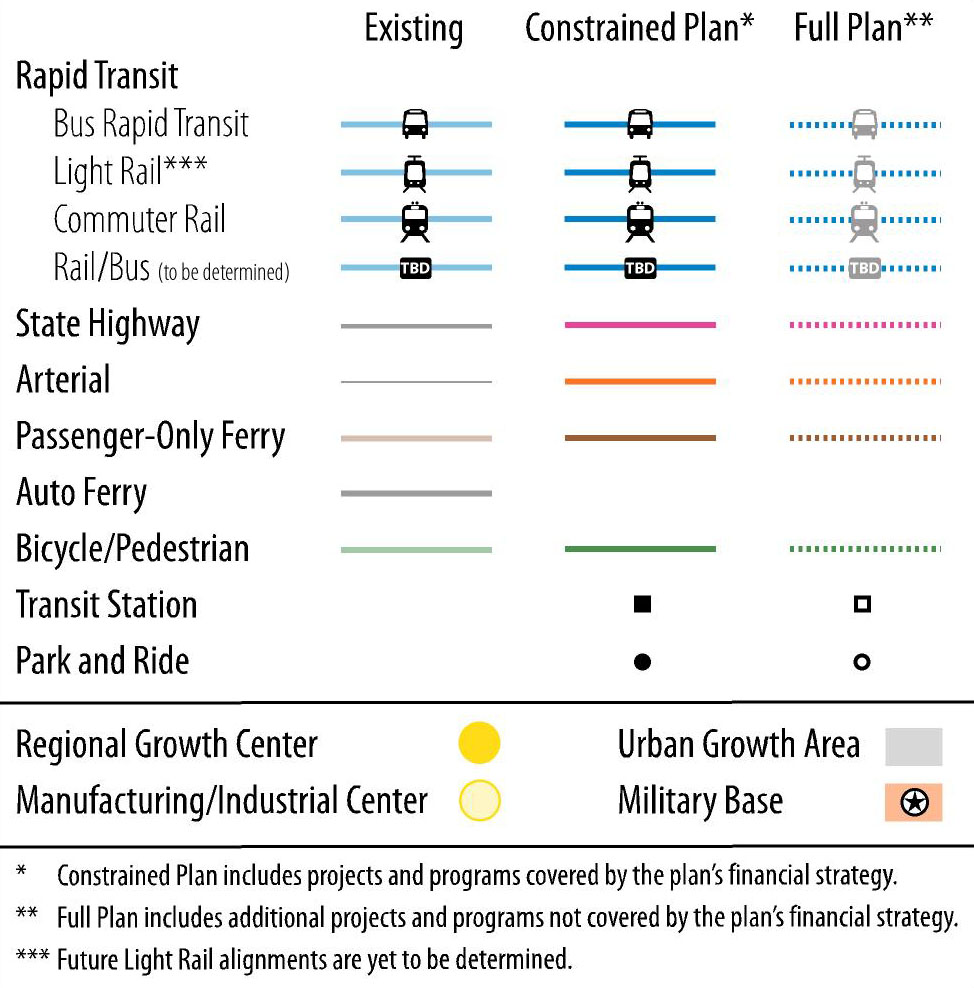 Existing Constrained Plan* Full Plan**
Rapid Transit
Bus Rapid Transit
Light Rail***
Commuter Rail
Rail/Bus (to be determined) TBD TBD TBD
State Highway
Arterial
Passenger-Only Ferry
Auto Ferry
Bicycle/Pedestrian
Transit Station
Park and Ride
Regional Growth Center Urban Growth Area
Manufacturing/Industrial Center Military Base
* Constrained Plan includes projects and programs covered by the plan's financial strategy.
** Full Plan includes additional projects and programs not covered by the plan's financial strategy.
*** Future Light Rail alignments are yet to be determined.